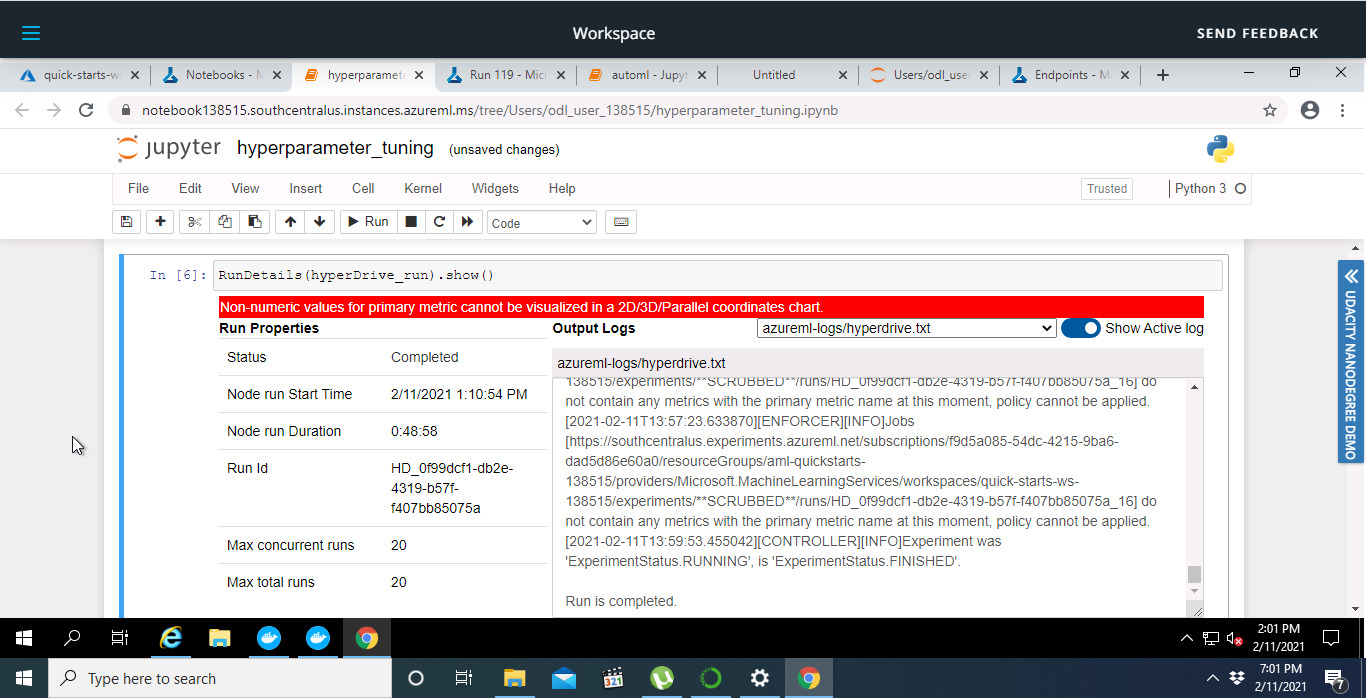 Workspace
SEND FEEDBACK
quick-starts-w
Notebooks - M
hyperparamet
Run 119 - Micr
automl - Jupyt
Untitled
Users/odl_user
Endpoints - Mi
notebook138515.southcentralus.instances.azureml.ms/tree/Users/odl_user_138515/hyperparameter_tuning.ipynb
jupyter hyperparameter_tuning (unsaved changes)
File Edit View Insert Cell Kernel Widgets Help
Trusted
Python 3
Run
Code
In [6]: RunDetails(hyperDrive_run).show()
Non-numeric values for primary metric cannot be visualized in a 2D/3D/Parallel coordinates chart.
Run Properties
Status Completed
Node run Start Time 2/11/2021 1:10:54 PM
Node run Duration 0:48:58
Run Id HD_0f99dcf1-db2e-
4319-b57f-
f407bb85075a
Max concurrent runs 20
Max total runs 20
Output Logs
azureml-logs/hyperdrive.txt
Show Active log
azureml-logs/hyperdrive.txt
138515/experiments/**SCRUBBED**/runs/HD_0f99dcf1-db2e-4319-b57f-f407bb85075a_16] do
not contain any metrics with the primary metric name at this moment, policy cannot be applied.
[2021-02-11T13:57:23.633870][ENFORCER][INFO]Jobs
[https://southcentralus.experiments.azureml.net/subscriptions/f9d5a085-54dc-4215-9ba6-
dad5d86e60a0/resourceGroups/aml-quickstarts-
138515/providers/Microsoft.MachineLearningServices/workspaces/quick-starts-ws-
138515/experiments/**SCRUBBED**/runs/HD_0f99dcf1-db2e-4319-b57f-f407bb85075a_16] do
not contain any metrics with the primary metric name at this moment, policy cannot be applied.
[2021-02-11T13:59:53.455042][CONTROLLER][INFO]Experiment was
'ExperimentStatus.RUNNING', is 'ExperimentStatus.FINISHED'.
Run is completed.
UDACITY NANODEGREE DEMO
2:01 PM
2/11/2021
Type here to search
321
7:01 PM
2/11/2021
7